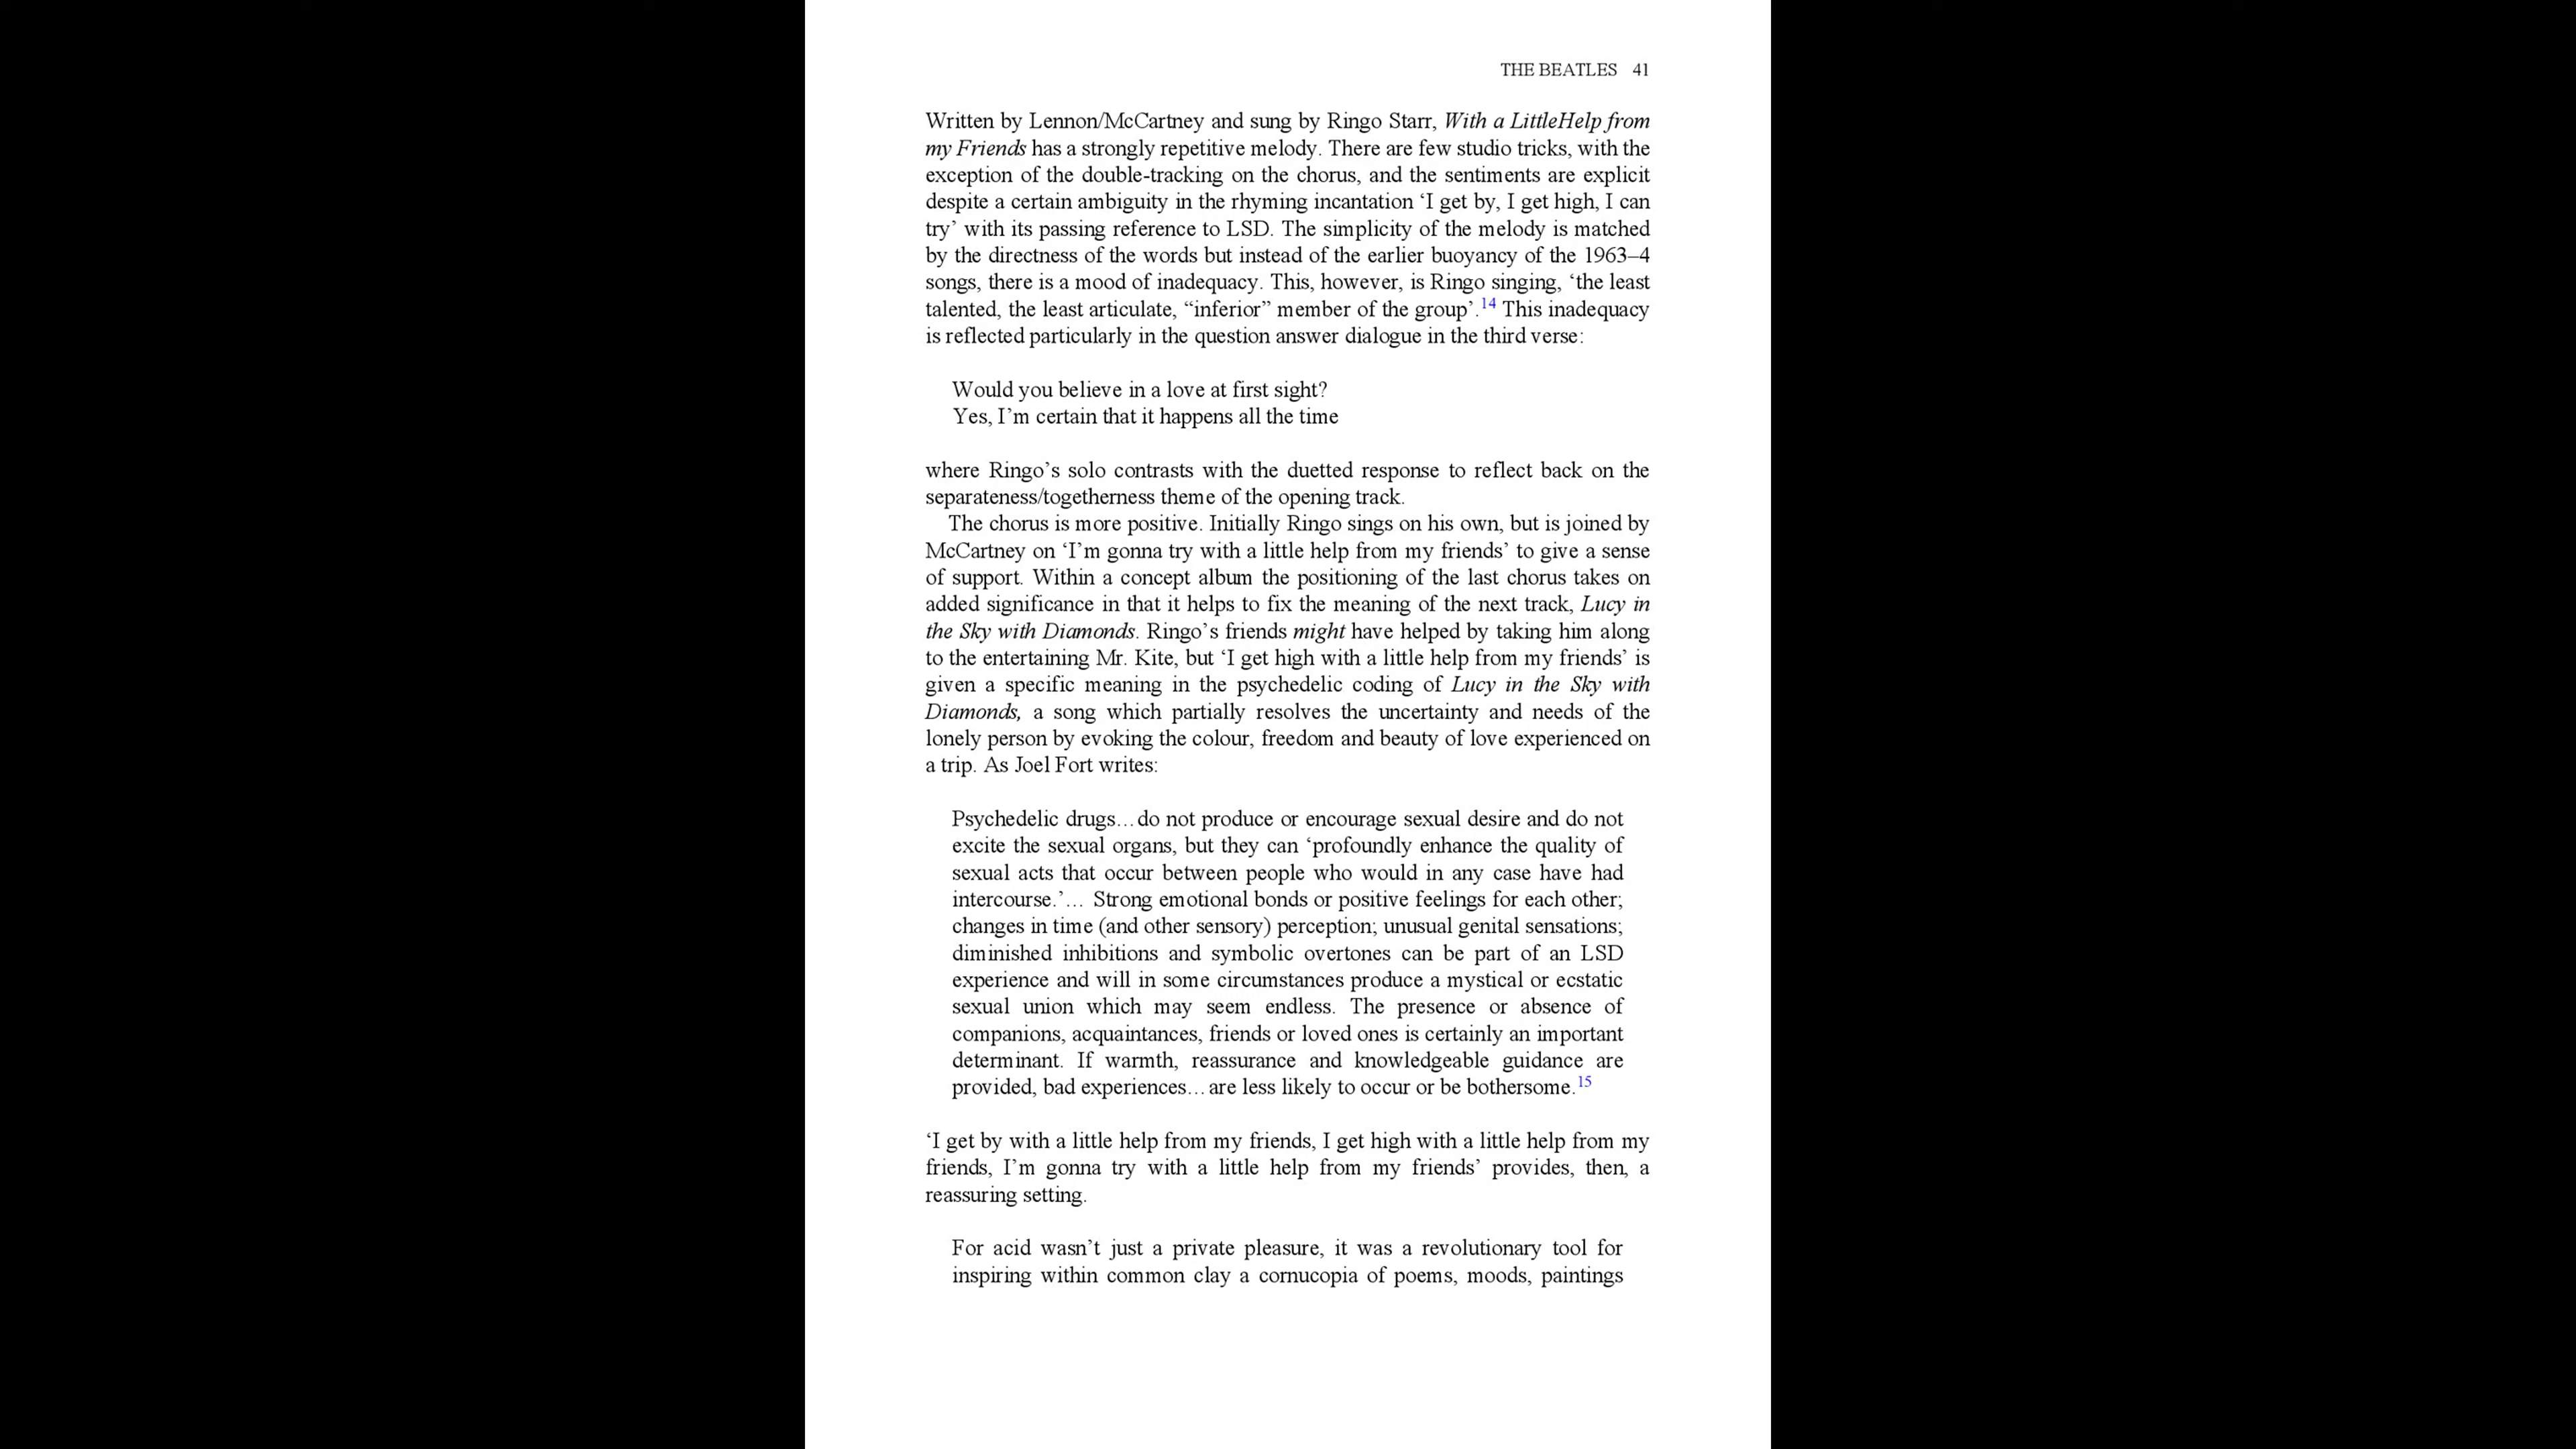 THE BEATLES 41
Written by Lennon/McCartney and sung by Ringo Starr, With a LittleHelp from
my Friends has a strongly repetitive melody. There are few studio tricks, with the
exception of the double-tracking on the chorus, and the sentiments are explicit
despite a certain ambiguity in the rhyming incantation ‘I get by, I get high, I can
try’ with its passing reference to LSD. The simplicity of the melody is matched
by the directness of the words but instead of the earlier buoyancy of the 1963–4
songs, there is a mood of inadequacy. This, however, is Ringo singing, ‘the least
talented, the least articulate, “inferior” member of the group’.14 This inadequacy
is reflected particularly in the question answer dialogue in the third verse:
Would you believe in a love at first sight?
Yes, I’m certain that it happens all the time
where Ringo’s solo contrasts with the duetted response to reflect back on the
separateness/togetherness theme of the opening track.
The chorus is more positive. Initially Ringo sings on his own, but is joined by
McCartney on ‘I’m gonna try with a little help from my friends’ to give a sense
of support. Within a concept album the positioning of the last chorus takes on
added significance in that it helps to fix the meaning of the next track, Lucy in
the Sky with Diamonds. Ringo’s friends might have helped by taking him along
to the entertaining Mr. Kite, but ‘I get high with a little help from my friends’ is
given a specific meaning in the psychedelic coding of Lucy in the Sky with
Diamonds, a song which partially resolves the uncertainty and needs of the
lonely person by evoking the colour, freedom and beauty of love experienced on
a trip. As Joel Fort writes:
Psychedelic drugs…do not produce or encourage sexual desire and do not
excite the sexual organs, but they can ‘profoundly enhance the quality of
sexual acts that occur between people who would in any case have had
intercourse.’… Strong emotional bonds or positive feelings for each other;
changes in time (and other sensory) perception; unusual genital sensations;
diminished inhibitions and symbolic overtones can be part of an LSD
experience and will in some circumstances produce a mystical or ecstatic
sexual union which may seem endless. The presence or absence of
companions, acquaintances, friends or loved ones is certainly an important
determinant. If warmth, reassurance and knowledgeable guidance are
provided, bad experiences…are less likely to occur or be bothersome.15
‘I get by with a little help from my friends, I get high with a little help from my
friends, I’m gonna try with a little help from my friends’ provides, then, a
reassuring setting.
For acid wasn’t just a private pleasure, it was a revolutionary tool for
inspiring within common clay a cornucopia of poems, moods, paintings